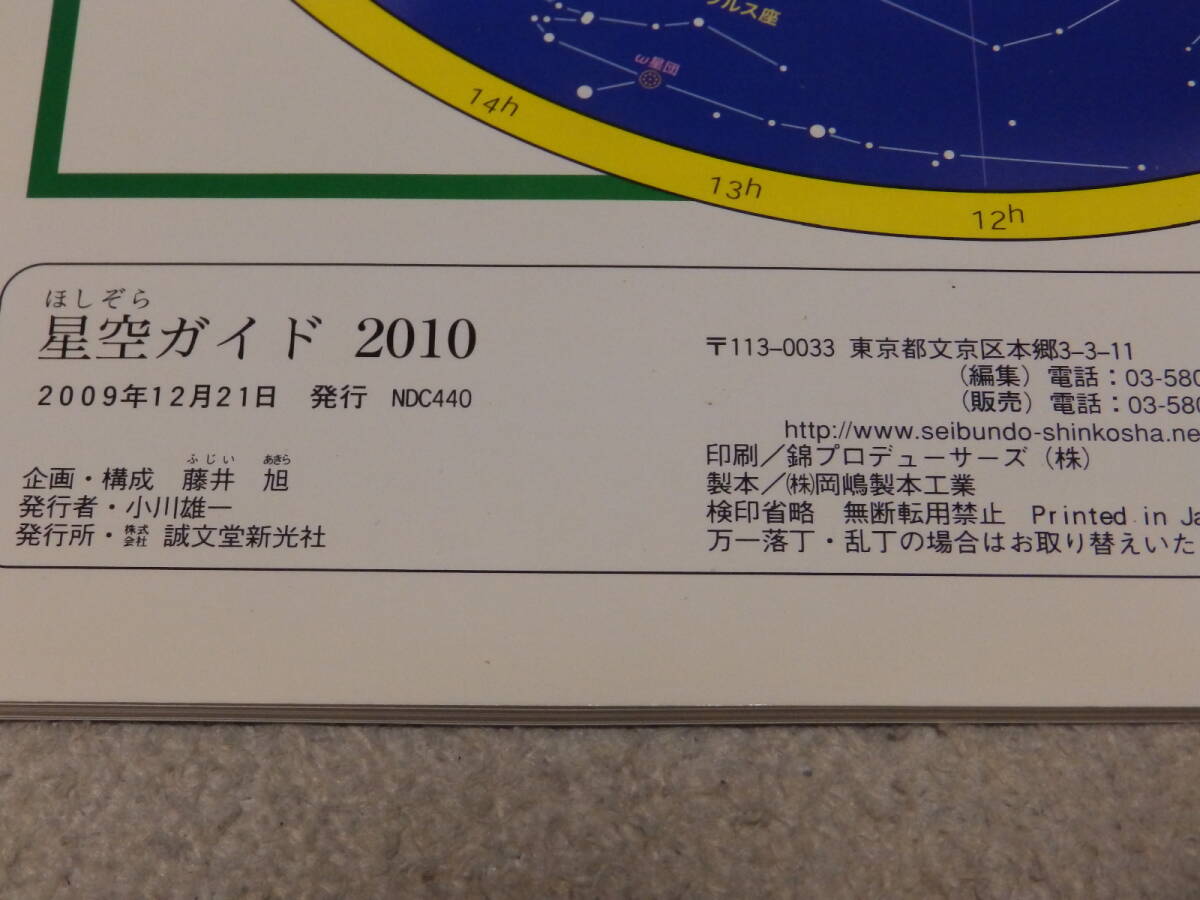 ルス座
ω星団
14h
13h
12h
ほしぞら
星空ガイド 2010
2009年12月21日 発行 NDC440
ふじい あきら
企画・構成 藤井 旭
発行者・小川雄一
発行所・株式会社 誠文堂新光社
〒113-0033 東京都文京区本郷3-3-11
(編集) 電話:03-580
(販売) 電話:03-580
http://www.seibundo-shinkosha.ne
印刷/錦プロデューサーズ(株)
製本/(株)岡嶋製本工業
検印省略 無断転用禁止 Printed in Ja
万一落丁・乱丁の場合はお取り替えいた